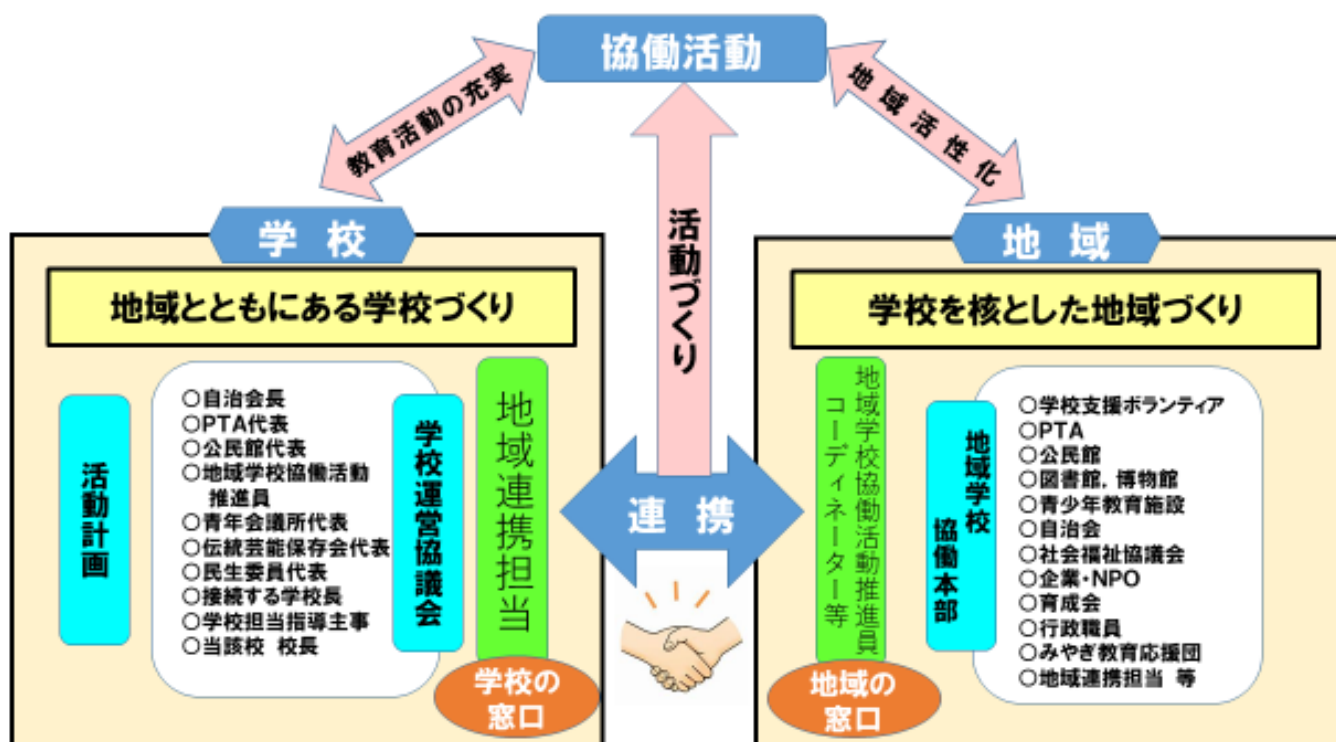 協働活動
教育活動の充実
地域活性化
活動づくり
学校
地域とともにある学校づくり
活動計画
○自治会長
○PTA代表
○公民館代表
○地域学校協働活動
推進員
○青年会議所代表
○伝統芸能保存会代表
○民生委員代表
○接続する学校長
○学校担当指導主事
○当該校 校長
学校運営協議会
地域連携担当
学校の
窓口
連携
地域
学校を核とした地域づくり
地域学校協働活動推進員
コーディネーター等
地域の
窓口
地域学校
協働本部
○学校支援ボランティア
○PTA
○公民館
○図書館，博物館
○青少年教育施設
○自治会
○社会福祉協議会
○企業・NPO
○育成会
○行政職員
○みやぎ教育応援団
○地域連携担当 等